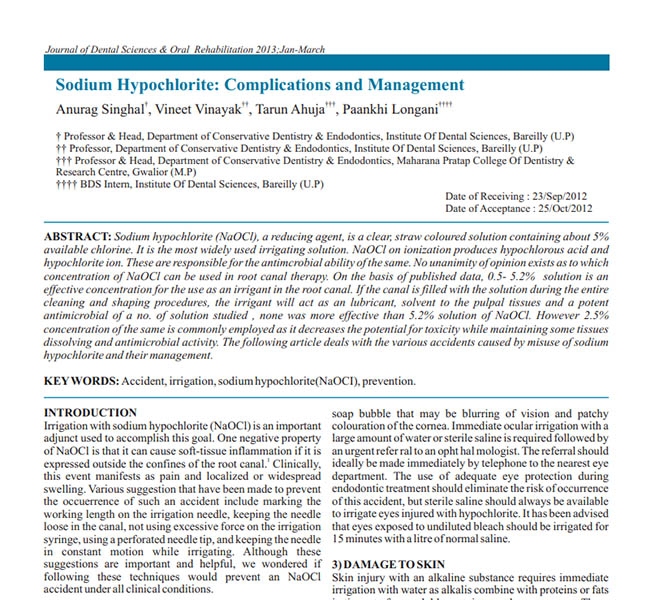 Journal of Dental Sciences & Oral Rehabilitation 2013;Jan-March
Sodium Hypochlorite: Complications and Management
Anurag Singhal†, Vineet Vinayak††, Tarun Ahuja†††, Paankhi Longani††††
† Professor & Head, Department of Conservative Dentistry & Endodontics, Institute Of Dental Sciences, Bareilly (U.P)
†† Professor, Department of Conservative Dentistry & Endodontics, Institute Of Dental Sciences, Bareilly (U.P)
††† Professor & Head, Department of Conservative Dentistry & Endodontics, Maharana Pratap College Of Dentistry &
Research Centre, Gwalior (M.P)
†††† BDS Intern, Institute Of Dental Sciences, Bareilly (U.P)
Date of Receiving : 23/Sep/2012
Date of Acceptance : 25/Oct/2012
ABSTRACT: Sodium hypochlorite (NaOCl), a reducing agent, is a clear, straw coloured solution containing about 5%
available chlorine. It is the most widely used irrigating solution. NaOCl on ionization produces hypochlorous acid and
hypochlorite ion. These are responsible for the antimcrobial ability of the same. No unanimity of opinion exists as to which
concentration of NaOCl can be used in root canal therapy. On the basis of published data, 0.5- 5.2% solution is an
effective concentration for the use as an irrigant in the root canal. If the canal is filled with the solution during the entire
cleaning and shaping procedures, the irrigant will act as an lubricant, solvent to the pulpal tissues and a potent
antimicrobial of a no. of solution studied , none was more effective than 5.2% solution of NaOCl. However 2.5%
concentration of the same is commonly employed as it decreases the potential for toxicity while maintaining some tissues
dissolving and antimicrobial activity. The following article deals with the various accidents caused by misuse of sodium
hypochlorite and their management.
KEY WORDS: Accident, irrigation, sodium hypochlorite(NaOCI), prevention.
INTRODUCTION
Irrigation with sodium hypochlorite (NaOCl) is an important
adjunct used to accomplish this goal. One negative property
of NaOCl is that it can cause soft-tissue inflammation if it is
expressed outside the confines of the root canal.¹ Clinically,
this event manifests as pain and localized or widespread
swelling. Various suggestion that have been made to prevent
the occuerrence of such an accident include marking the
working length on the irrigation needle, keeping the needle
loose in the canal, not using excessive force on the irrigation
syringe, using a perforated needle tip, and keeping the needle
in constant motion while irrigating. Although these
suggestions are important and helpful, we wondered if
following these techniques would prevent an NaOCl
accident under all clinical conditions.
soap bubble that may be blurring of vision and patchy
colouration of the cornea. Immediate ocular irrigation with a
large amount of water or sterile saline is required followed by
an urgent refer ral to an opht hal mologist. The referral should
ideally be made immediately by telephone to the nearest eye
department. The use of adequate eye protection during
endodontic treatment should eliminate the risk of occurrence
of this accident, but sterile saline should always be available
to irrigate eyes injured with hypochlorite. It has been advised
that eyes exposed to undiluted bleach should be irrigated for
15 minutes with a litre of normal saline.
3) DAMAGE TO SKIN
Skin injury with an alkaline substance requires immediate
irrigation with water as alkalis combine with proteins or fats